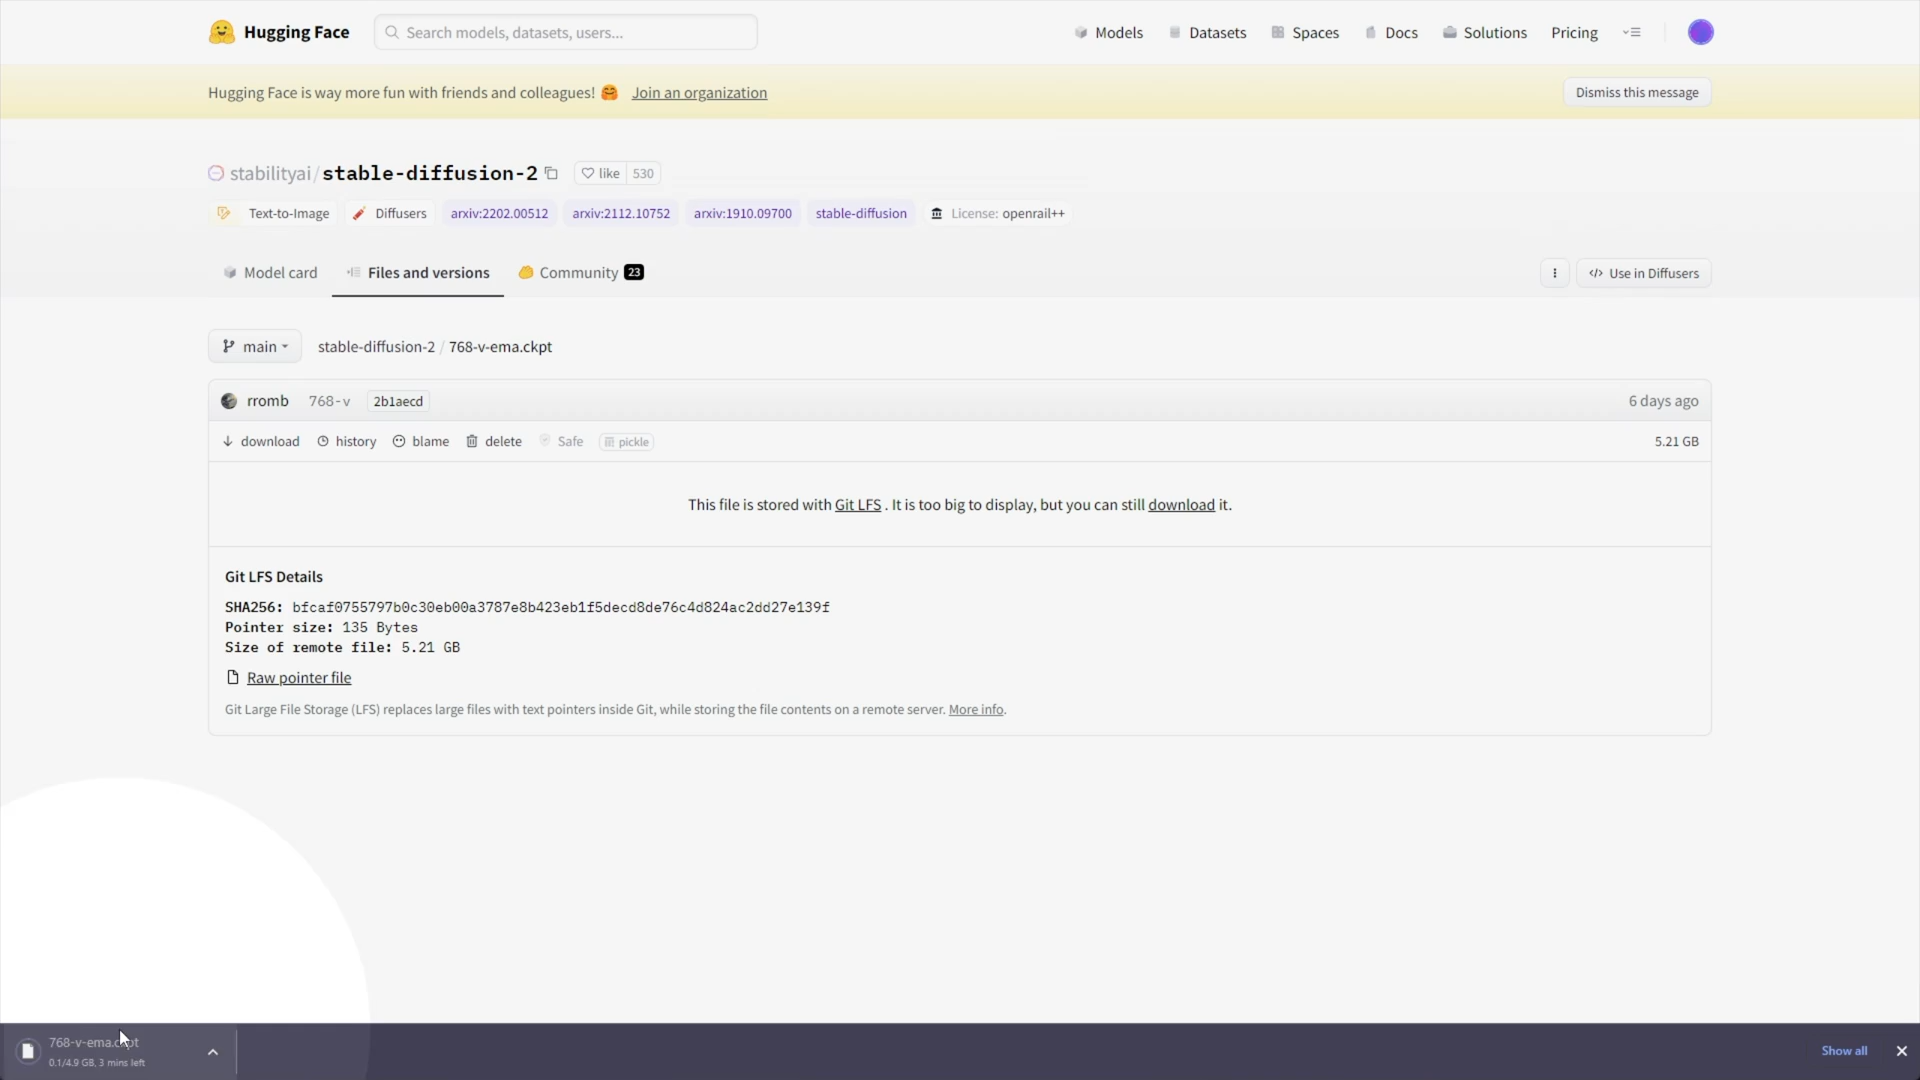 Hugging Face
Search models, datasets, users...
Models
Datasets
Spaces
Docs
Solutions
Pricing
Hugging Face is way more fun with friends and colleagues! 🤗 Join an organization
Dismiss this message
stabilityai/stable-diffusion-2
like 530
Text-to-Image
Diffusers
arxiv:2202.00512
arxiv:2112.10752
arxiv:1910.09700
stable-diffusion
License: openrail++
Model card
Files and versions
Community 23
Use in Diffusers
main
stable-diffusion-2 / 768-v-ema.ckpt
rromb 768-v 2b1aecd
6 days ago
download
history
blame
delete
Safe
pickle
5.21 GB
This file is stored with Git LFS . It is too big to display, but you can still download it.
Git LFS Details
SHA256: bfcaf0755797b0c30eb00a3787e8b423eb1f5decd8de76c4d824ac2dd27e139f
Pointer size: 135 Bytes
Size of remote file: 5.21 GB
Raw pointer file
Git Large File Storage (LFS) replaces large files with text pointers inside Git, while storing the file contents on a remote server. More info.
768-v-ema.ckpt
0.1/4.9 GB, 3 mins left
Show all